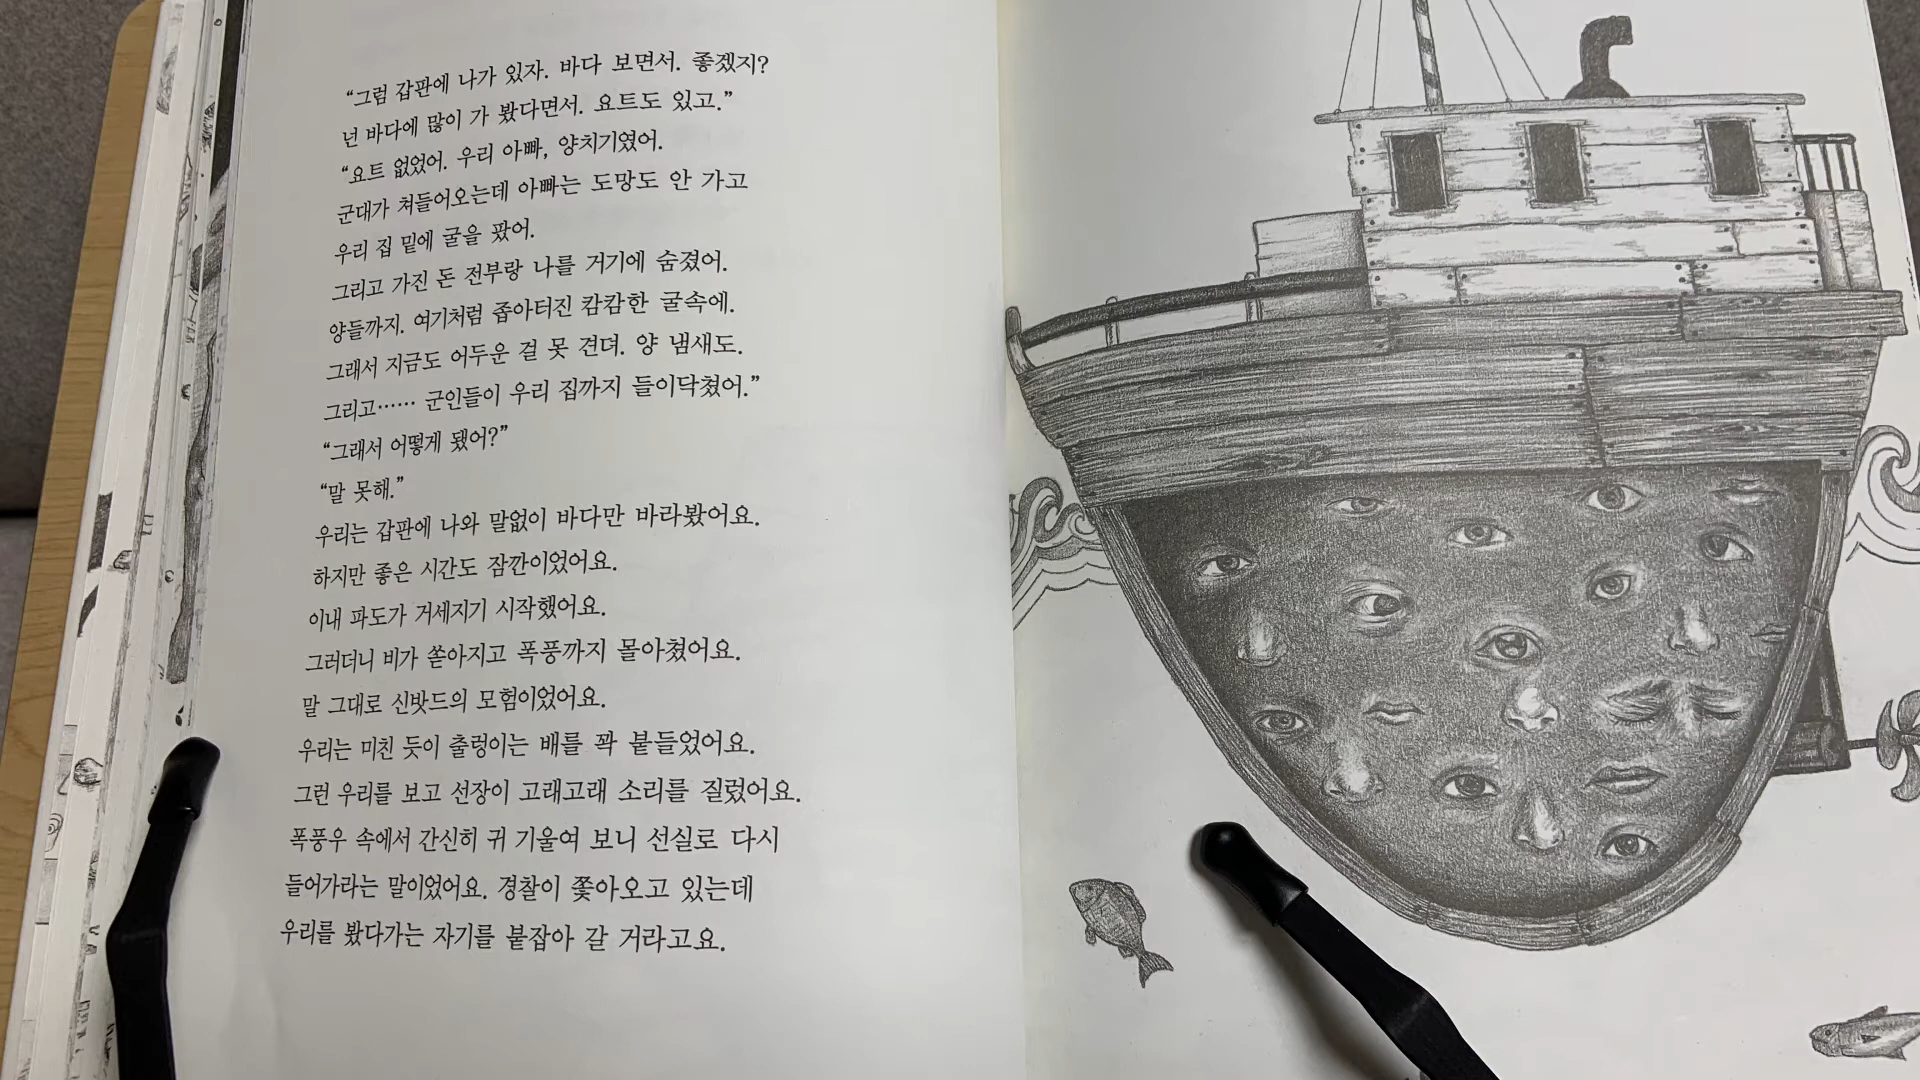 “그럼 갑판에 나가 있자. 바다 보면서. 좋겠지?
넌 바다에 많이 가 봤다면서. 요트도 있고.”
“요트 없었어. 우리 아빠, 양치기였어.
군대가 쳐들어오는데 아빠는 도망도 안 가고
우리 집 밑에 굴을 팠어.
그리고 가진 돈 전부랑 나를 거기에 숨겼어.
양들까지. 여기처럼 좁아터진 캄캄한 굴속에.
그래서 지금도 어두운 걸 못 견뎌. 양 냄새도.
그리고…… 군인들이 우리 집까지 들이닥쳤어.”
“그래서 어떻게 됐어?”
“말 못해.”
우리는 갑판에 나와 말없이 바다만 바라봤어요.
하지만 좋은 시간도 잠깐이었어요.
이내 파도가 거세지기 시작했어요.
그러더니 비가 쏟아지고 폭풍까지 몰아쳤어요.
말 그대로 신밧드의 모험이었어요.
우리는 미친 듯이 출렁이는 배를 꽉 붙들었어요.
그런 우리를 보고 선장이 고래고래 소리를 질렀어요.
폭풍우 속에서 간신히 귀 기울여 보니 선실로 다시
들어가라는 말이었어요. 경찰이 쫓아오고 있는데
우리를 봤다가는 자기를 붙잡아 갈 거라고요.